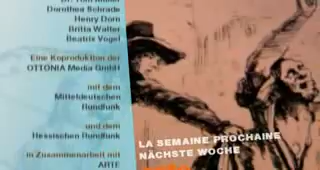 Dorothea Schrade
Henry Dorn
Britta Walter
Beatrix Vogel
Eine Koproduktion der
OTTONIA Media GmbH
mit dem
Mitteldeutschen
Rundfunk
und dem
Hessischen Rundfunk
in Zusammenarbeit mit
ARTE
LA SEMAINE PROCHAINE
NÄCHSTE WOCHE